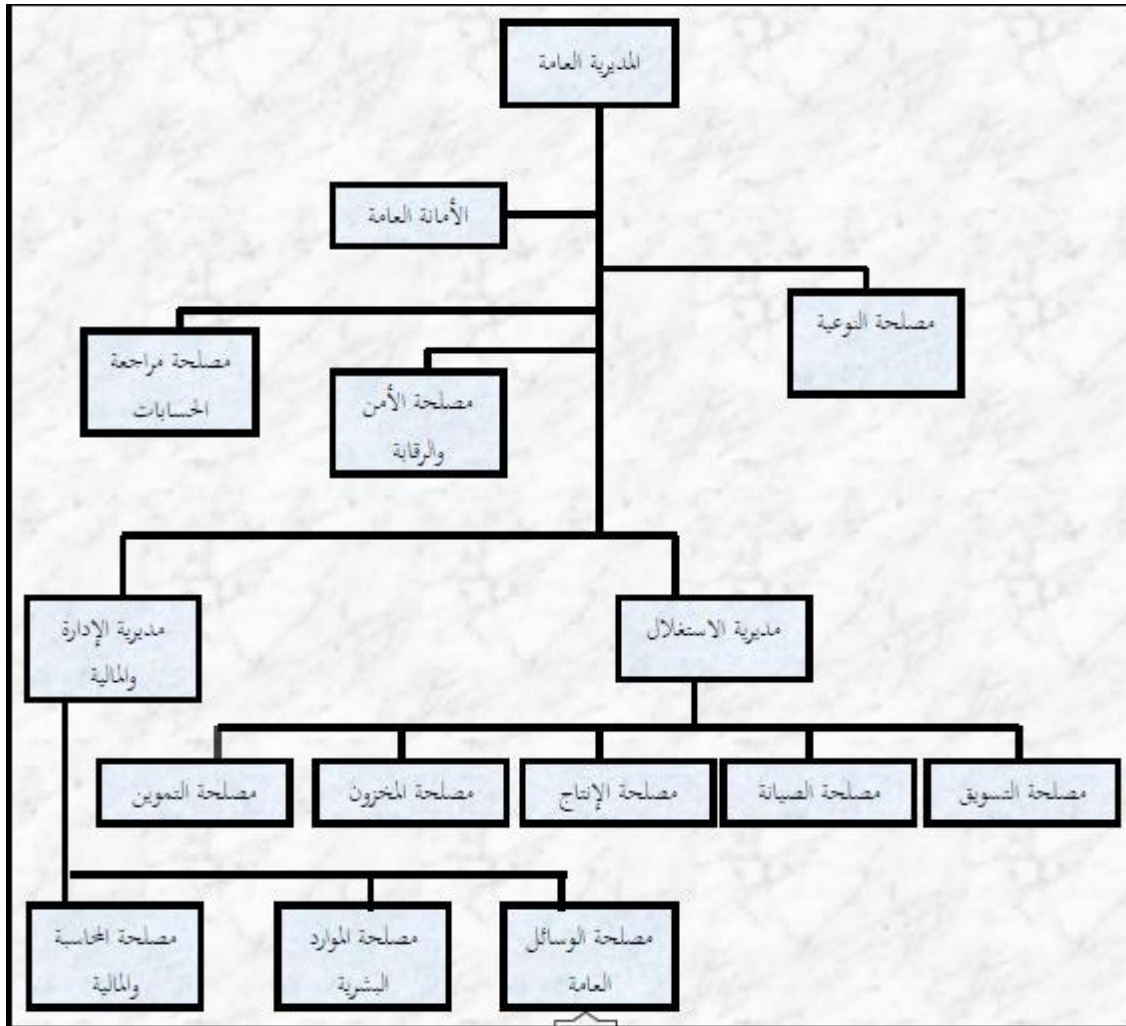 المديرية العامة
الأمانة العامة
مصلحة النوعية
مصلحة مراجعة
الحسابات
مصلحة الأمن
والرقابة
مديرية الاستغلال
مديرية الإدارة
والمالية
مصلحة التسويق
مصلحة الصيانة
مصلحة الإنتاج
مصلحة المخزون
مصلحة التموين
مصلحة الوسائل
العامة
مصلحة الموارد
البشرية
مصلحة المحاسبة
والمالية